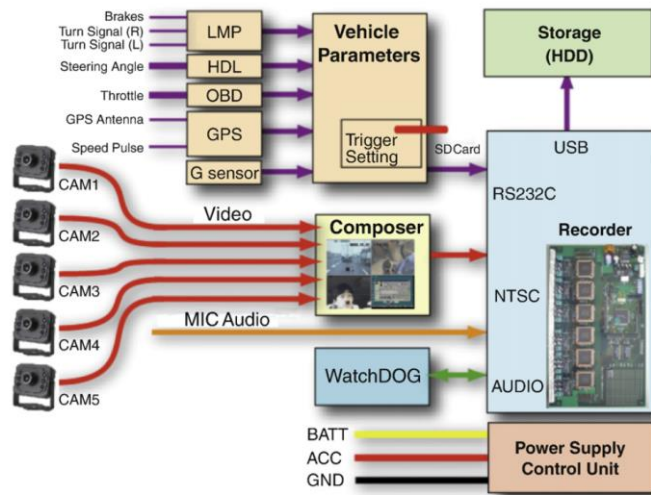 Brakes
Turn Signal (R)
Turn Signal (L)
LMP
Steering Angle
HDL
Throttle
OBD
GPS Antenna
GPS
Speed Pulse
G sensor
Vehicle
Parameters
Trigger
Setting
SDCard
Storage
(HDD)
USB
RS232C
Recorder
NTSC
AUDIO
CAM1
CAM2
CAM3
CAM4
CAM5
Video
Composer
MIC Audio
WatchDOG
BATT
ACC
GND
Power Supply
Control Unit